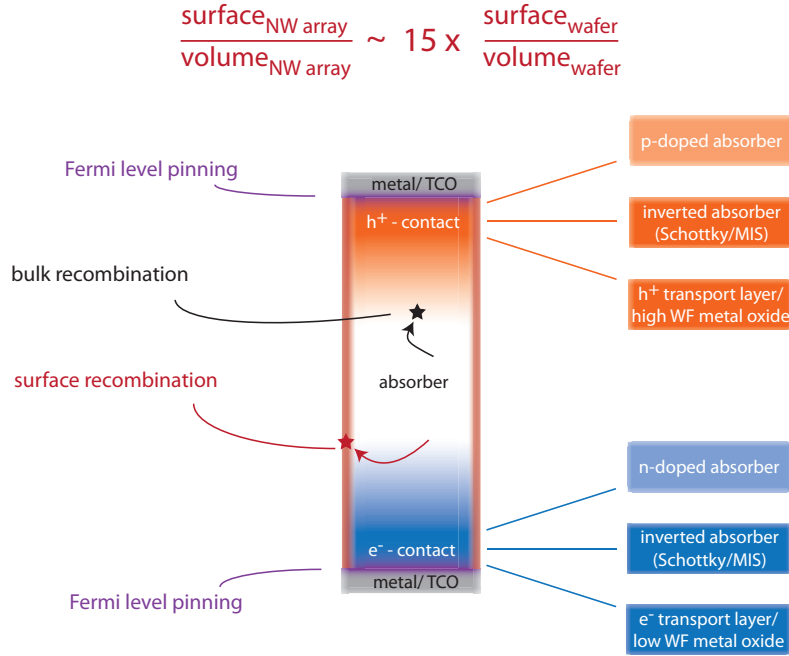 surface_NW array / volume_NW array ~ 15 x surface_wafer / volume_wafer
p-doped absorber
Fermi level pinning
metal/ TCO
h⁺ - contact
inverted absorber
(Schottky/MIS)
bulk recombination
h⁺ transport layer/
high WF metal oxide
surface recombination
absorber
n-doped absorber
e⁻ - contact
inverted absorber
(Schottky/MIS)
metal/ TCO
Fermi level pinning
e⁻ transport layer/
low WF metal oxide